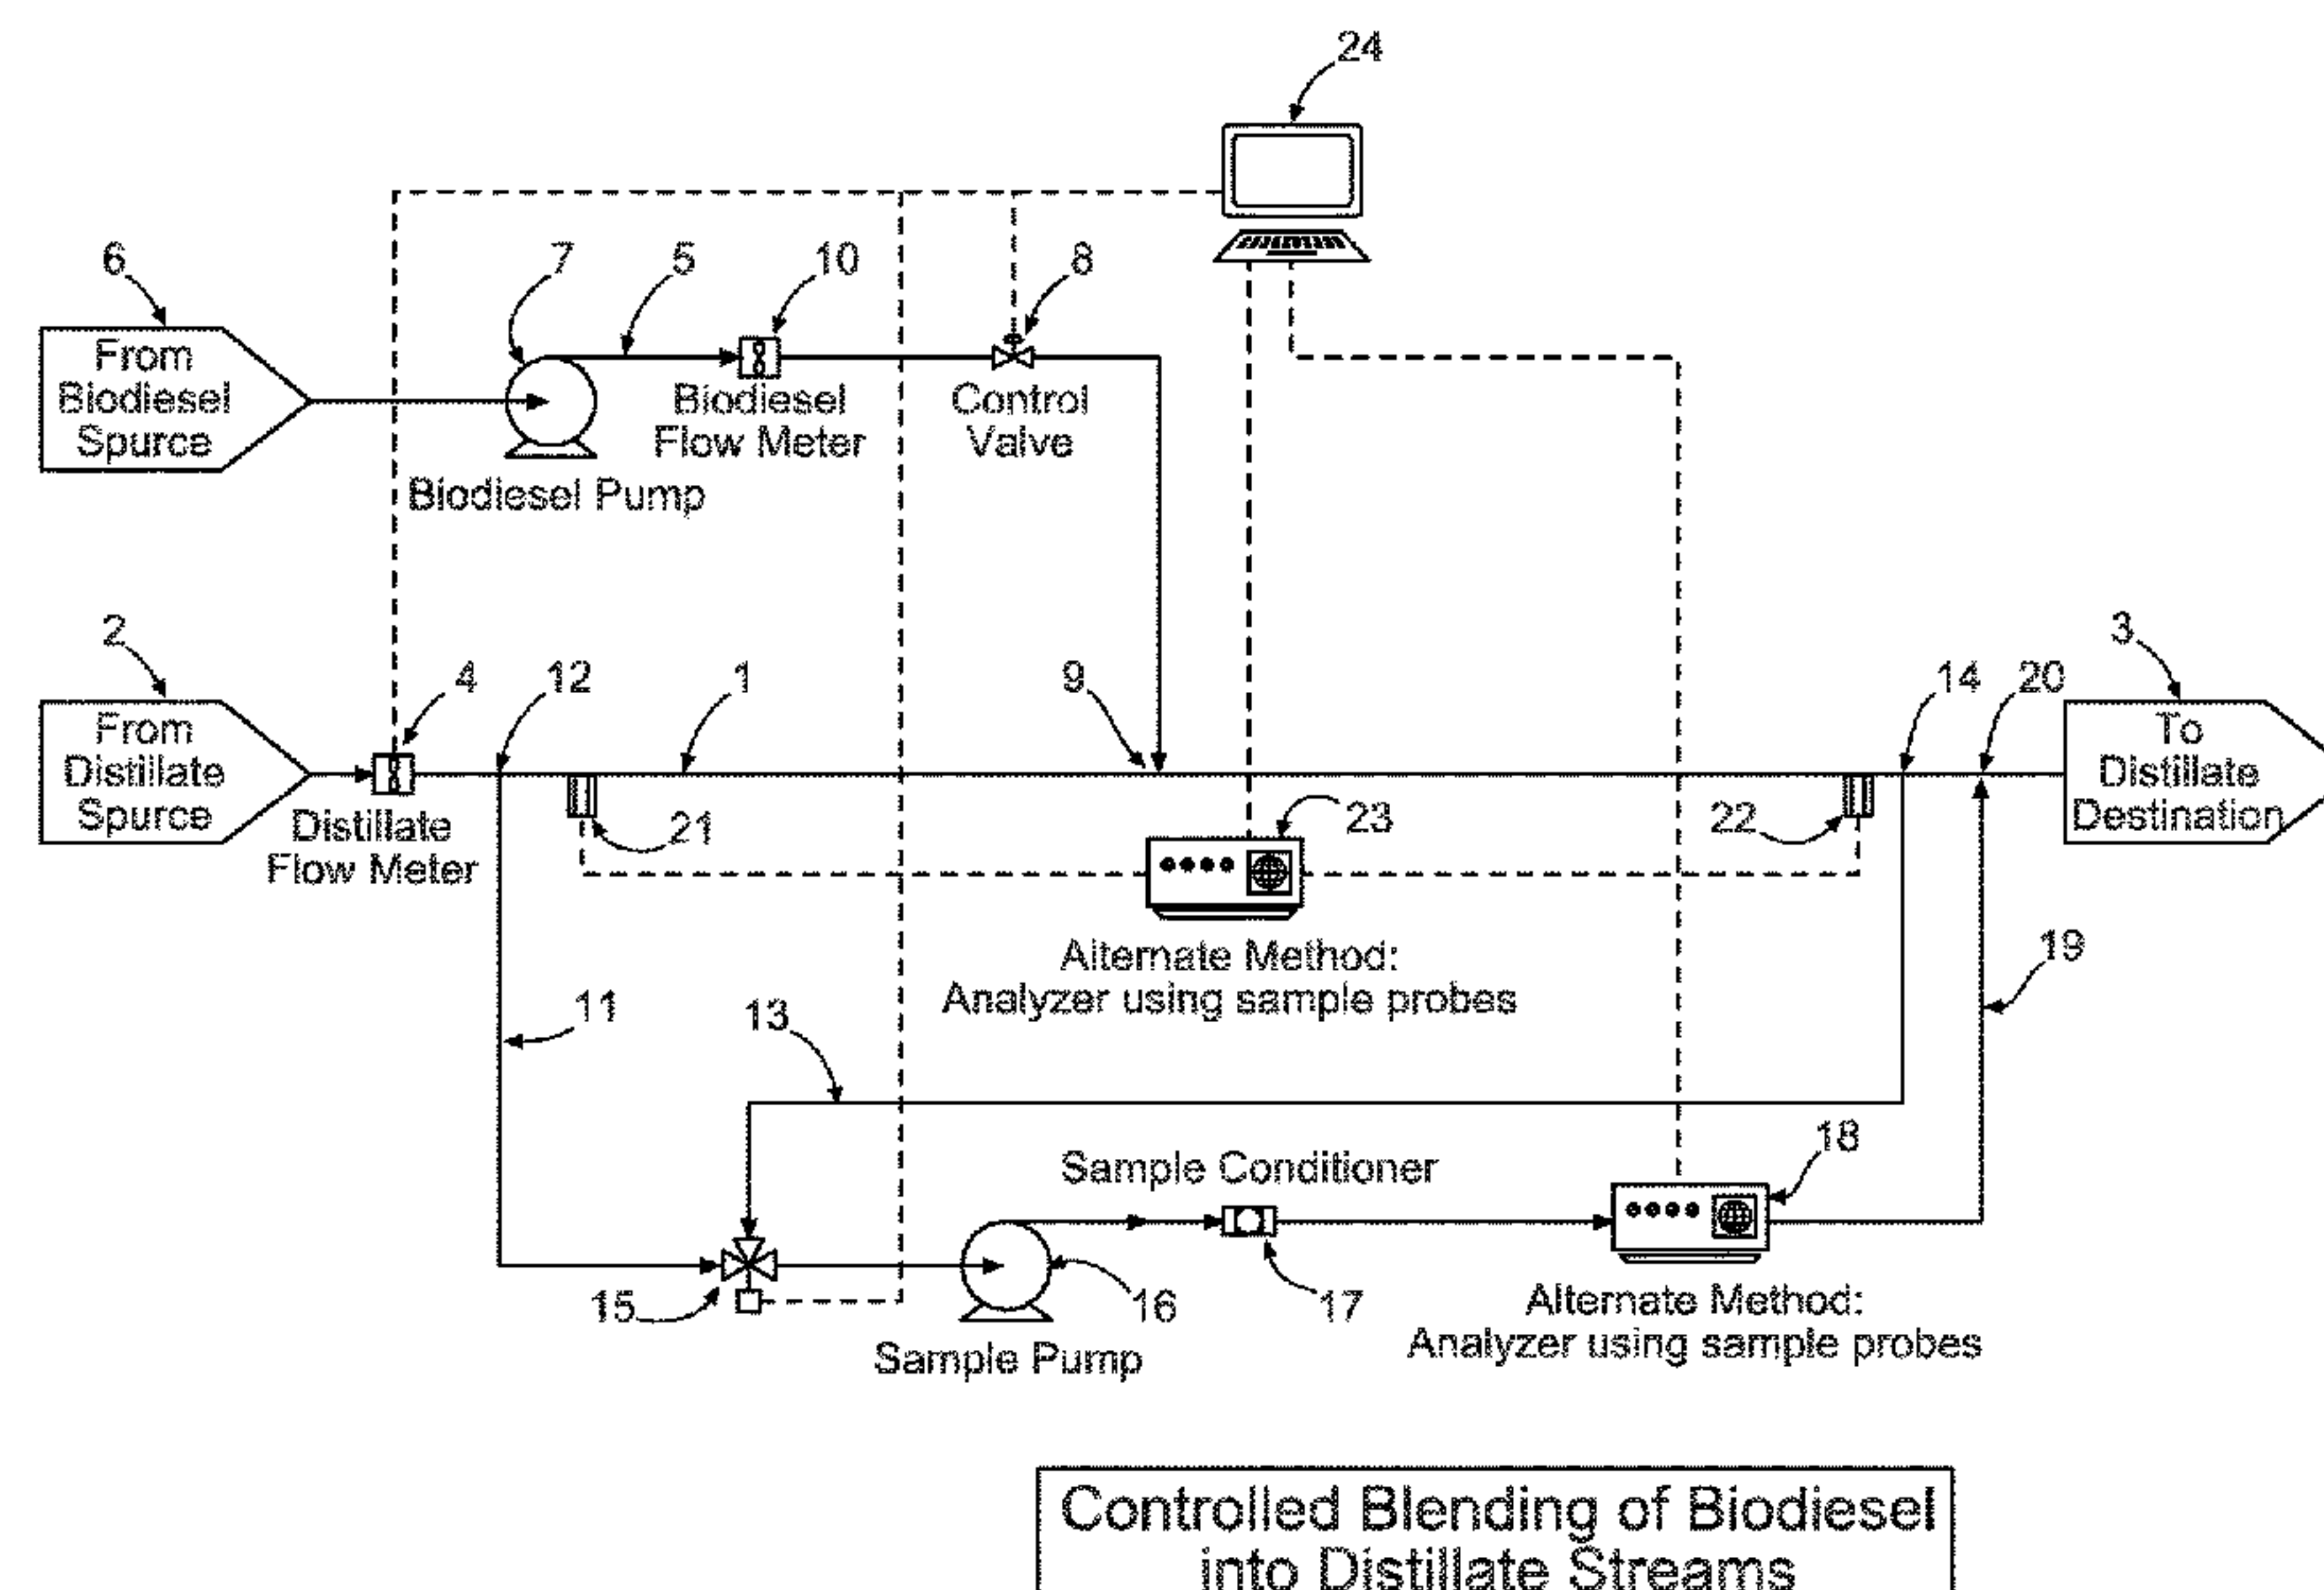 24
6
7
5
10
8
From
Biodiesel
Spurce
Biodiesel
Flow Meter
Control
Valve
Biodiesel Pump
2
4
12
1
9
14
20
3
From
Distillate
Spurce
To
Distillate
Destination
Distillate
Flow Meter
21
23
22
Alternate Method:
Analyzer using sample probes
19
11
13
Sample Conditioner
18
15
16
17
Sample Pump
Alternate Method:
Analyzer using sample probes
Controlled Blending of Biodiesel
into Distillate Streams